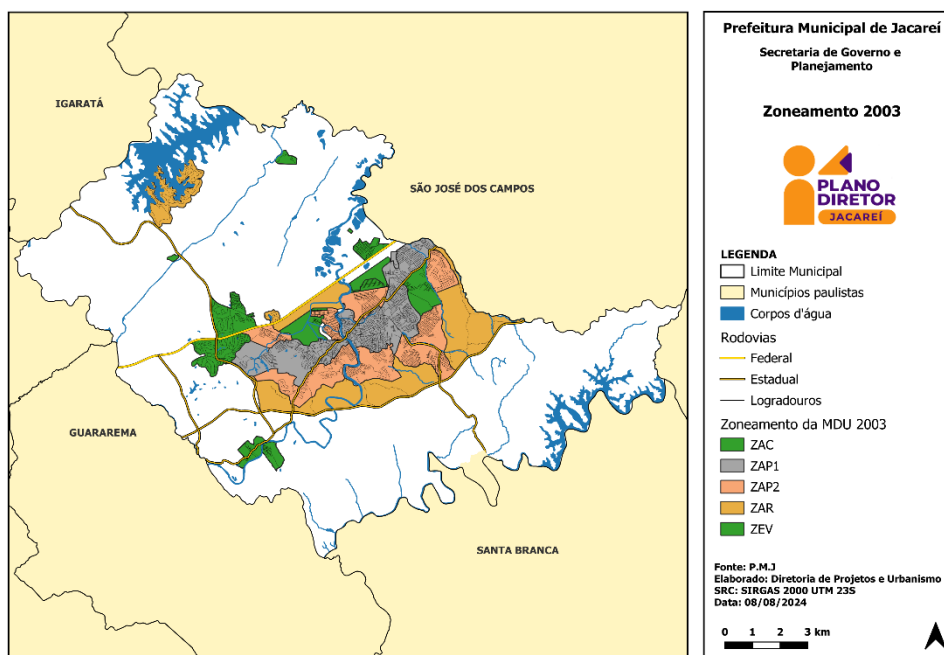 IGARATÁ
SÃO JOSÉ DOS CAMPOS
GUARAREMA
SANTA BRANCA
Prefeitura Municipal de Jacareí
Secretaria de Governo e
Planejamento
Zoneamento 2003
PLANO
DIRETOR
JACAREÍ
LEGENDA
Limite Municipal
Municípios paulistas
Corpos d'água
Rodovias
Federal
Estadual
Logradouros
Zoneamento da MDU 2003
ZAC
ZAP1
ZAP2
ZAR
ZEV
Fonte: P.M.J
Elaborado: Diretoria de Projetos e Urbanismo
SRC: SIRGAS 2000 UTM 23S
Data: 08/08/2024
0 1 2 3 km